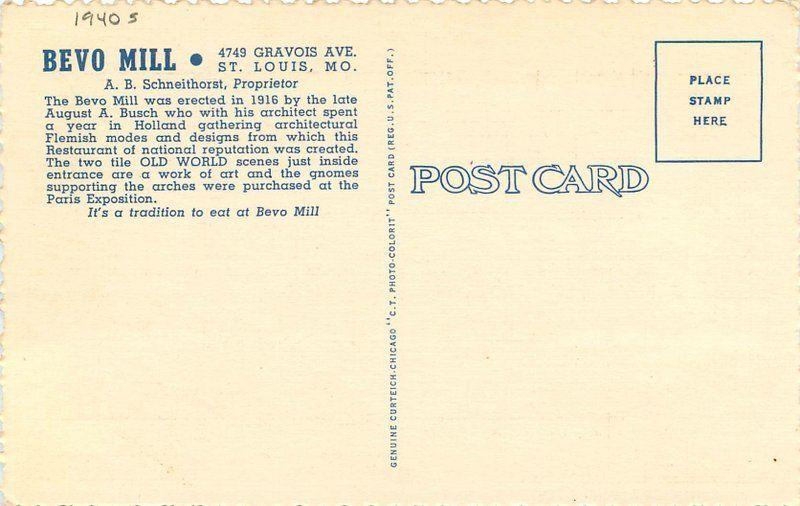 1940s
BEVO MILL • 4749 GRAVOIS AVE.
ST. LOUIS, MO.
A. B. Schneithorst, Proprietor
The Bevo Mill was erected in 1916 by the late
August A. Busch who with his architect spent
a year in Holland gathering architectural
Flemish modes and designs from which this
Restaurant of national reputation was created.
The two tile OLD WORLD scenes just inside
entrance are a work of art and the gnomes
supporting the arches were purchased at the
Paris Exposition.
It's a tradition to eat at Bevo Mill
GENUINE CURTEICH-CHICAGO "C.T. PHOTO-COLORIT" POST CARD (REG. U.S. PAT. OFF.)
POST CARD
PLACE
STAMP
HERE